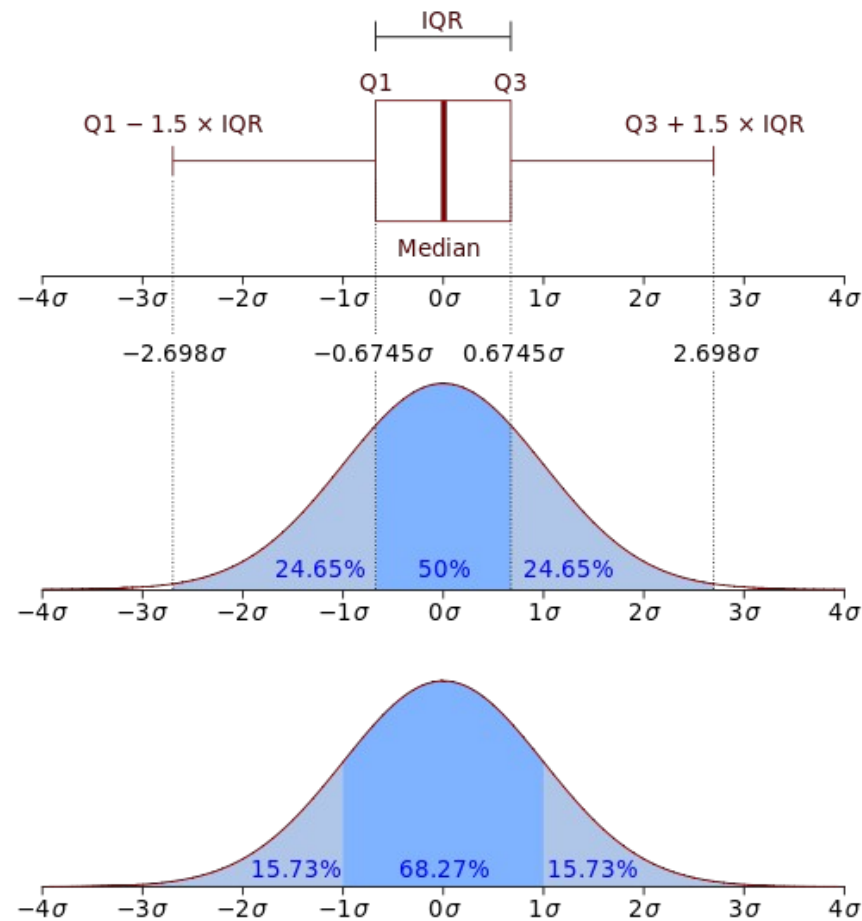 IQR
Q1 Q3
Q1 − 1.5 × IQR Q3 + 1.5 × IQR
Median
−4σ −3σ −2σ −1σ 0σ 1σ 2σ 3σ 4σ
−2.698σ −0.6745σ 0.6745σ 2.698σ
24.65% 50% 24.65%
−4σ −3σ −2σ −1σ 0σ 1σ 2σ 3σ 4σ
15.73% 68.27% 15.73%
−4σ −3σ −2σ −1σ 0σ 1σ 2σ 3σ 4σ